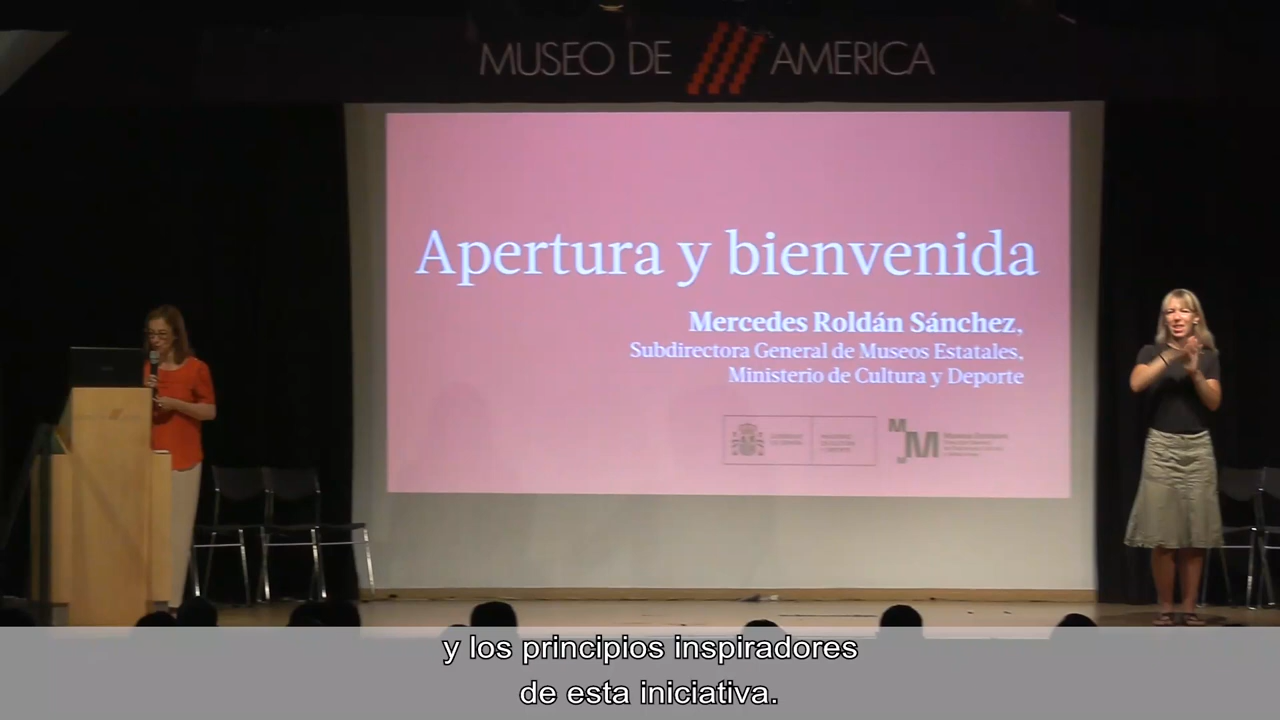 MUSEO DE AMERICA
Apertura y bienvenida
Mercedes Roldán Sánchez,
Subdirectora General de Museos Estatales,
Ministerio de Cultura y Deporte
y los principios inspiradores
de esta iniciativa.